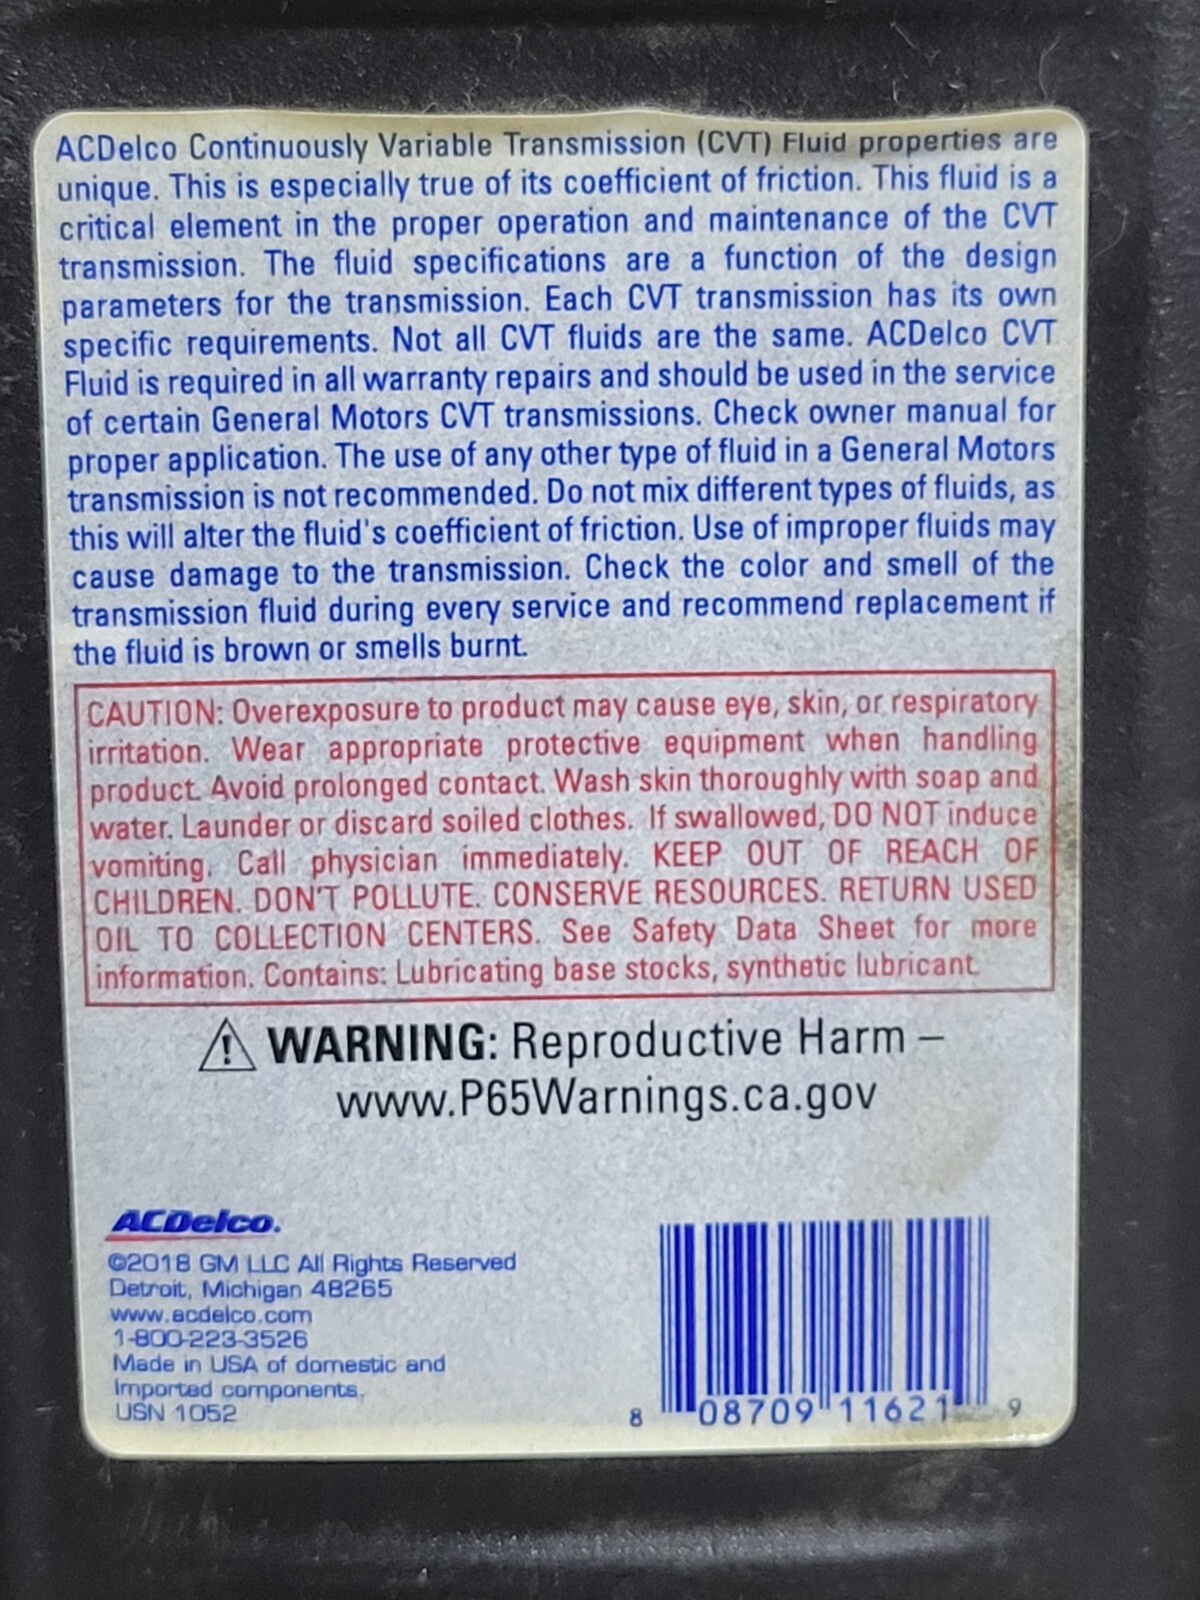 ACDelco Continuously Variable Transmission (CVT) Fluid properties are
unique. This is especially true of its coefficient of friction. This fluid is a
critical element in the proper operation and maintenance of the CVT
transmission. The fluid specifications are a function of the design
parameters for the transmission. Each CVT transmission has its own
specific requirements. Not all CVT fluids are the same. ACDelco CVT
Fluid is required in all warranty repairs and should be used in the service
of certain General Motors CVT transmissions. Check owner manual for
proper application. The use of any other type of fluid in a General Motors
transmission is not recommended. Do not mix different types of fluids, as
this will alter the fluid's coefficient of friction. Use of improper fluids may
cause damage to the transmission. Check the color and smell of the
transmission fluid during every service and recommend replacement if
the fluid is brown or smells burnt.
CAUTION: Overexposure to product may cause eye, skin, or respiratory
irritation. Wear appropriate protective equipment when handling
product. Avoid prolonged contact. Wash skin thoroughly with soap and
water. Launder or discard soiled clothes. If swallowed, DO NOT induce
vomiting. Call physician immediately. KEEP OUT OF REACH OF
CHILDREN. DON'T POLLUTE. CONSERVE RESOURCES. RETURN USED
OIL TO COLLECTION CENTERS. See Safety Data Sheet for more
information. Contains: Lubricating base stocks, synthetic lubricant.
WARNING: Reproductive Harm –
www.P65Warnings.ca.gov
ACDelco.
©2018 GM LLC All Rights Reserved
Detroit, Michigan 48265
www.acdelco.com
1-800-223-3526
Made in USA of domestic and
Imported components.
USN 1052
8 08709 11621 9